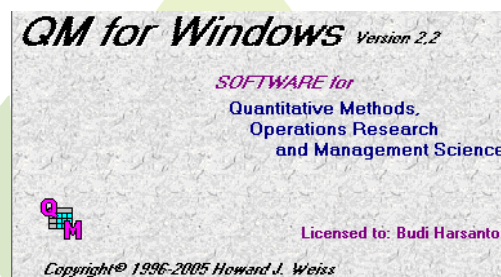 QM for Windows Version 2,2
SOFTWARE for
Quantitative Methods,
Operations Research
and Management Science
QM
Licensed to: Budi Harsanto
Copyright© 1996-2005 Howard J. Weiss